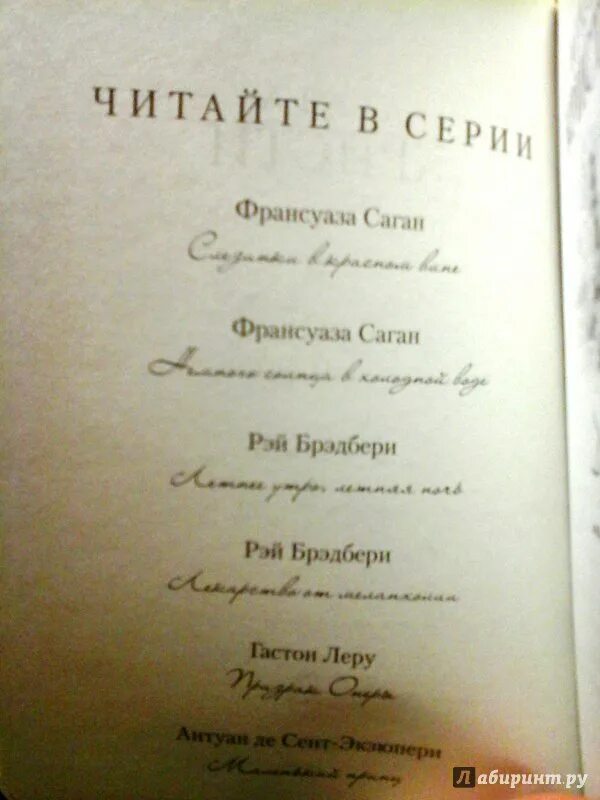 ЧИТАЙТЕ В СЕРИИ
Франсуаза Саган
Слезинки в красном вине
Франсуаза Саган
Немного солнца в холодной воде
Рэй Брэдбери
Летнее утро, летняя ночь
Рэй Брэдбери
Лекарство от меланхолии
Гастон Леру
Призрак Оперы
Антуан де Сент-Экзюпери
Маленький принц
Лабиринт.ру